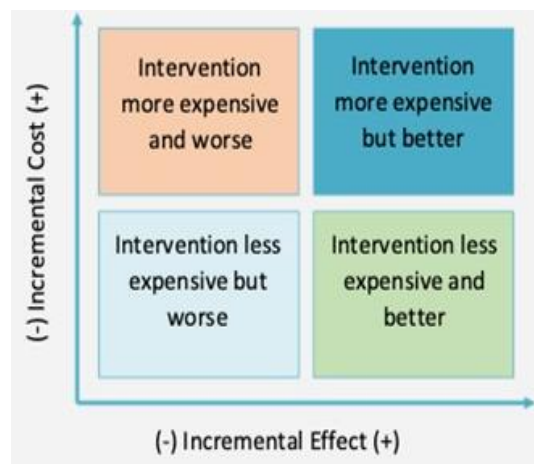 (-) Incremental Cost (+)
Intervention
more expensive
and worse
Intervention
more expensive
but better
Intervention less
expensive but
worse
Intervention less
expensive and
better
(-) Incremental Effect (+)